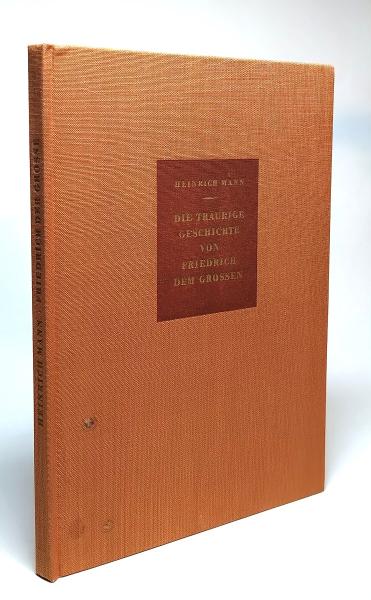 HEINRICH MANN
DIE TRAURIGE
GESCHICHTE
VON
FRIEDRICH
DEM GROSSEN
HEINRICH MANN · FRIEDRICH DER GROSSE